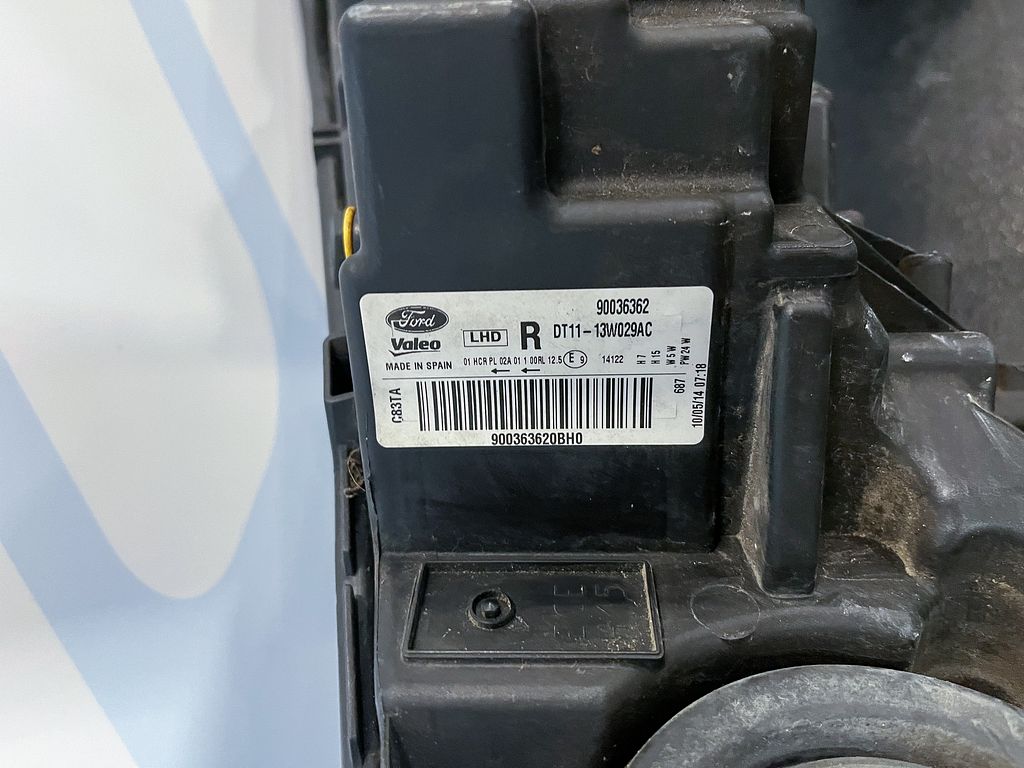 90036362
Ford
Valeo
LHD R DT11-13W029AC
MADE IN SPAIN 01 HCR PL 02A 01 1 00RL 12.5 E 9 14122
H7
H15
W5W
PW24W
C83TA
687
10/05/14 07:18
900363620BH0